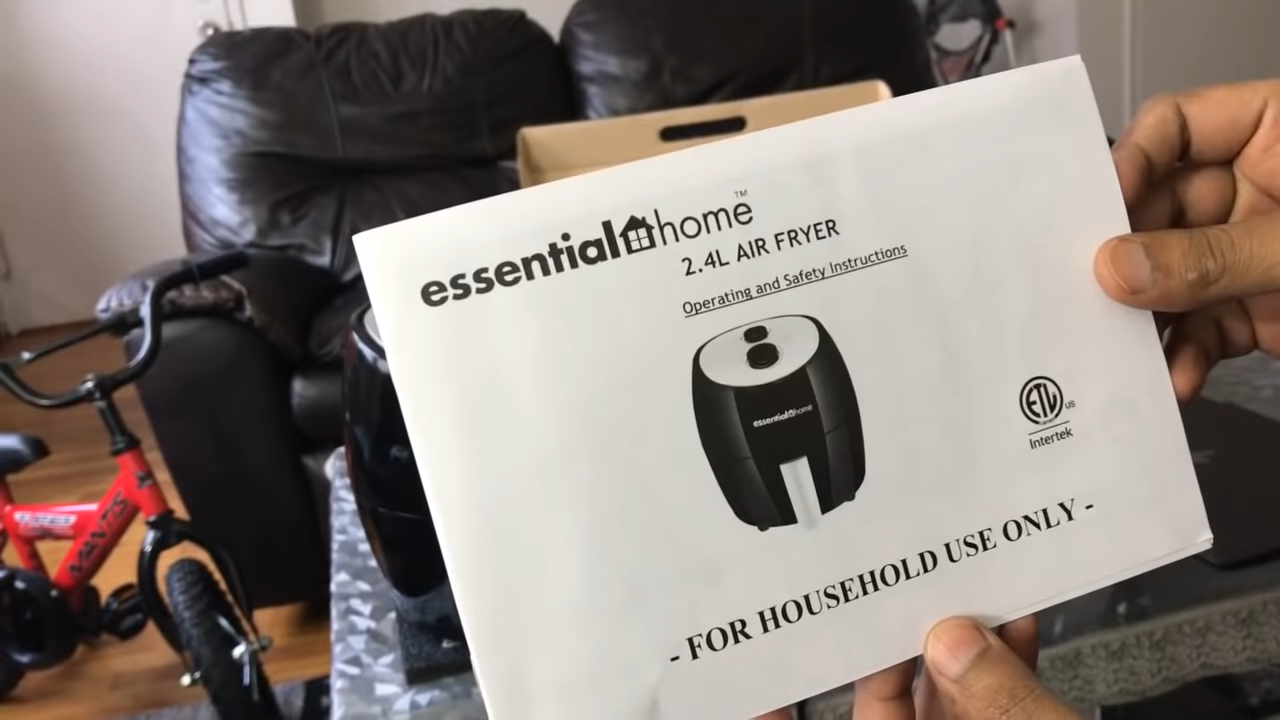 essential home™
2.4L AIR FRYER
Operating and Safety Instructions
essential home
ETL
US
Intertek
- FOR HOUSEHOLD USE ONLY -
MANTIS